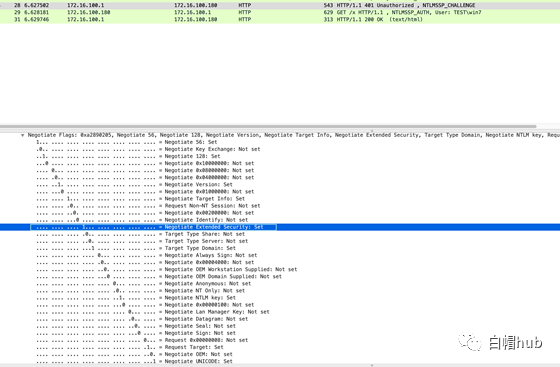 28 6.627502 172.16.100.1 172.16.100.180 HTTP 543 HTTP/1.1 401 Unauthorized , NTLMSSP_CHALLENGE
29 6.628181 172.16.100.180 172.16.100.1 HTTP 629 GET /x HTTP/1.1 , NTLMSSP_AUTH, User: TEST\win7
31 6.629746 172.16.100.1 172.16.100.180 HTTP 313 HTTP/1.1 200 OK (text/html)
Negotiate Flags: 0xa2890205, Negotiate 56, Negotiate 128, Negotiate Version, Negotiate Target Info, Negotiate Extended Security, Target Type Domain, Negotiate NTLM key, Requ
1... .... .... .... .... .... .... .... = Negotiate 56: Set
.0.. .... .... .... .... .... .... .... = Negotiate Key Exchange: Not set
..1. .... .... .... .... .... .... .... = Negotiate 128: Set
...0 .... .... .... .... .... .... .... = Negotiate 0x10000000: Not set
.... 0... .... .... .... .... .... .... = Negotiate 0x08000000: Not set
.... .0.. .... .... .... .... .... .... = Negotiate 0x04000000: Not set
.... ..1. .... .... .... .... .... .... = Negotiate Version: Set
.... ...0 .... .... .... .... .... .... = Negotiate 0x01000000: Not set
.... .... 1... .... .... .... .... .... = Negotiate Target Info: Set
.... .... .0.. .... .... .... .... .... = Request Non-NT Session: Not set
.... .... ..0. .... .... .... .... .... = Negotiate 0x00200000: Not set
.... .... ...0 .... .... .... .... .... = Negotiate Identify: Not set
.... .... .... 1... .... .... .... .... = Negotiate Extended Security: Set
.... .... .... .0.. .... .... .... .... = Target Type Share: Not set
.... .... .... ..0. .... .... .... .... = Target Type Server: Not set
.... .... .... ...1 .... .... .... .... = Target Type Domain: Set
.... .... .... .... 0... .... .... .... = Negotiate Always Sign: Not set
.... .... .... .... .0.. .... .... .... = Negotiate 0x00004000: Not set
.... .... .... .... ..0. .... .... .... = Negotiate OEM Workstation Supplied: Not set
.... .... .... .... ...0 .... .... .... = Negotiate OEM Domain Supplied: Not set
.... .... .... .... .... 0... .... .... = Negotiate Anonymous: Not set
.... .... .... .... .... .0.. .... .... = Negotiate NT Only: Not set
.... .... .... .... .... ..1. .... .... = Negotiate NTLM key: Set
.... .... .... .... .... ...0 .... .... = Negotiate 0x00000100: Not set
.... .... .... .... .... .... 0... .... = Negotiate Lan Manager Key: Not set
.... .... .... .... .... .... .0.. .... = Negotiate Datagram: Not set
.... .... .... .... .... .... ..0. .... = Negotiate Seal: Not set
.... .... .... .... .... .... ...0 .... = Negotiate Sign: Not set
.... .... .... .... .... .... .... 0... = Request 0x00000008: Not set
.... .... .... .... .... .... .... .1.. = Request Target: Set
.... .... .... .... .... .... .... ..0. = Negotiate OEM: Not set
.... .... .... .... .... .... .... ...1 = Negotiate UNICODE: Set
白帽hub